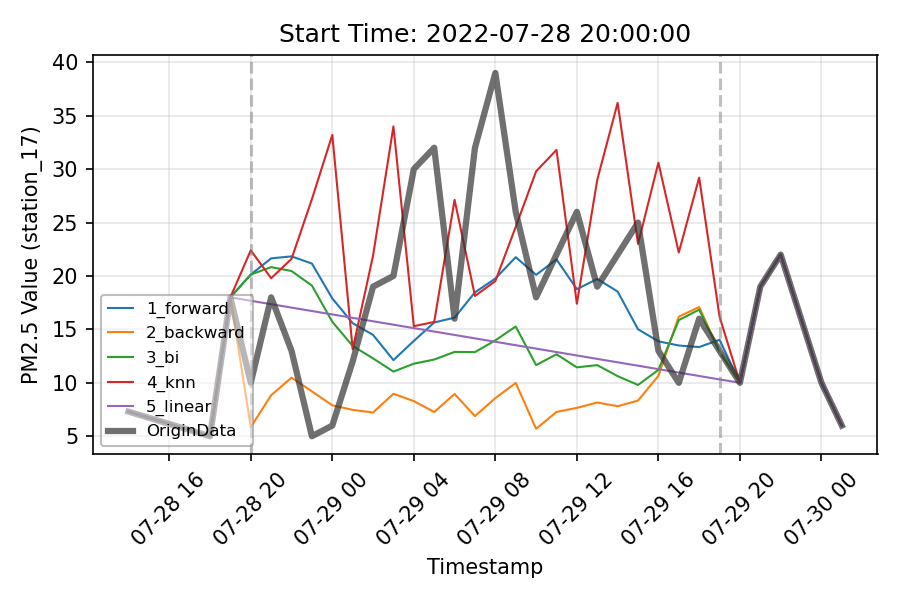 Start Time: 2022-07-28 20:00:00
PM2.5 Value (station_17)
40
35
30
25
20
15
10
5
1_forward
2_backward
3_bi
4_knn
5_linear
OriginData
07-28 16
07-28 20
07-29 00
07-29 04
07-29 08
07-29 12
07-29 16
07-29 20
07-30 00
Timestamp